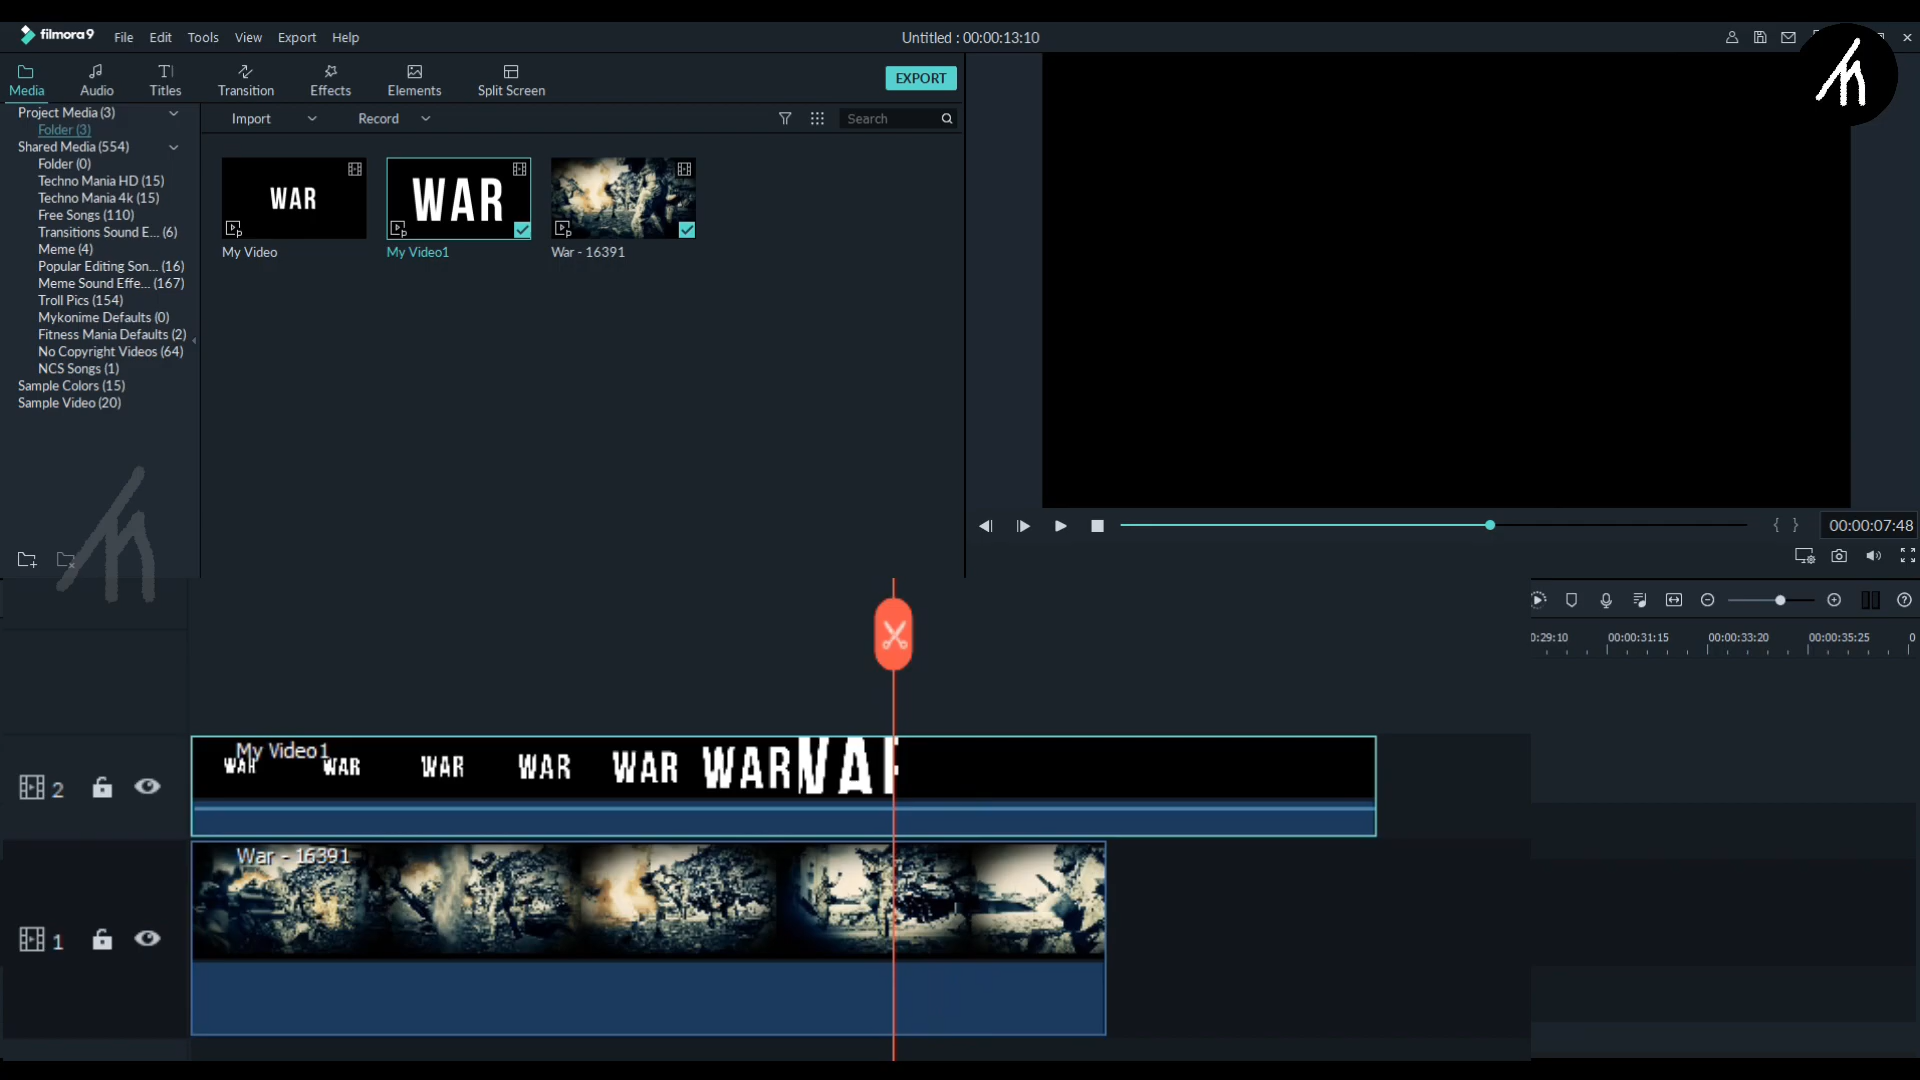 filmora9 File Edit Tools View Export Help
Untitled : 00:00:13:10
Media Audio Titles Transition Effects Elements Split Screen
EXPORT
Project Media (3)
Folder (3)
Shared Media (554)
Folder (0)
Techno Mania HD (15)
Techno Mania 4k (15)
Free Songs (110)
Transitions Sound E... (6)
Meme (4)
Popular Editing Son... (16)
Meme Sound Effe... (167)
Troll Pics (154)
Mykonime Defaults (0)
Fitness Mania Defaults (2)
No Copyright Videos (64)
NCS Songs (1)
Sample Colors (15)
Sample Video (20)
Import Record Search
WAR
WAR
My Video My Video1 War - 16391
{ } 00:00:07:48
0:29:10 00:00:31:15 00:00:33:20 00:00:35:25 0
My Video1
WAR WAR WAR WAR WAR WAR
2
War - 16391
1